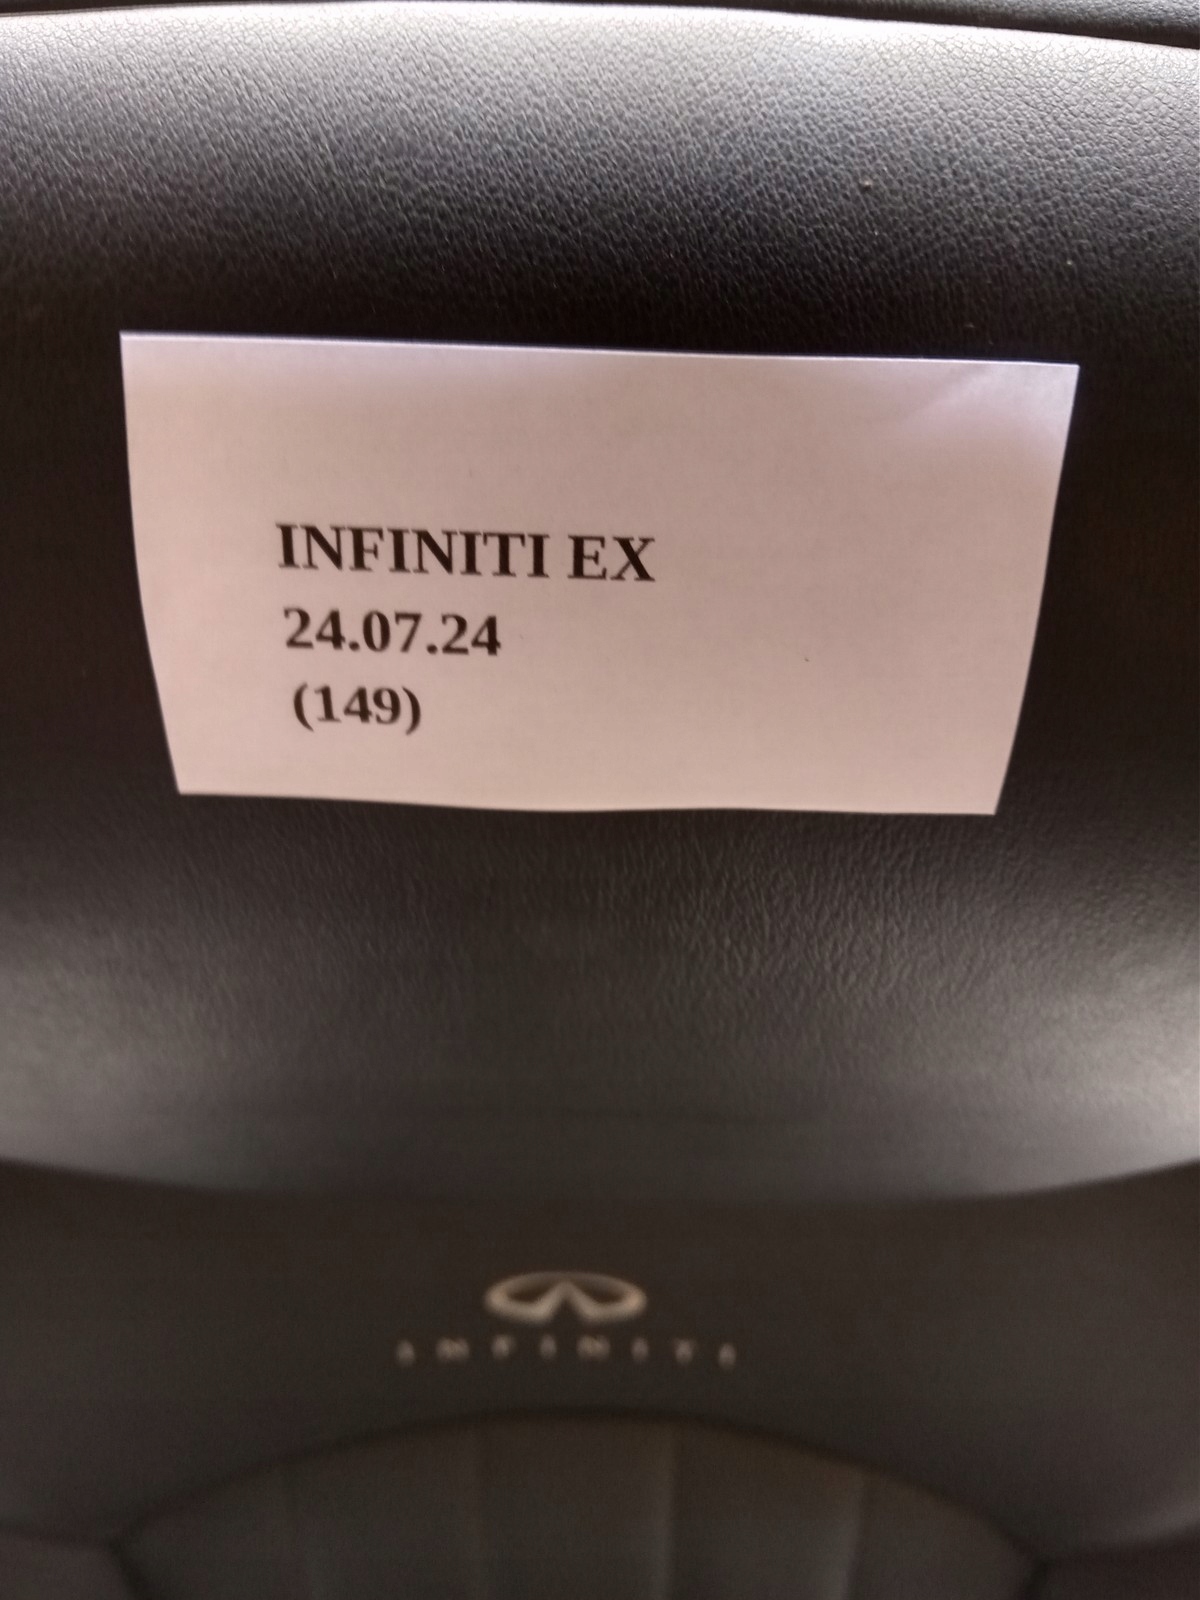 INFINITI EX
24.07.24
(149)
INFINITI